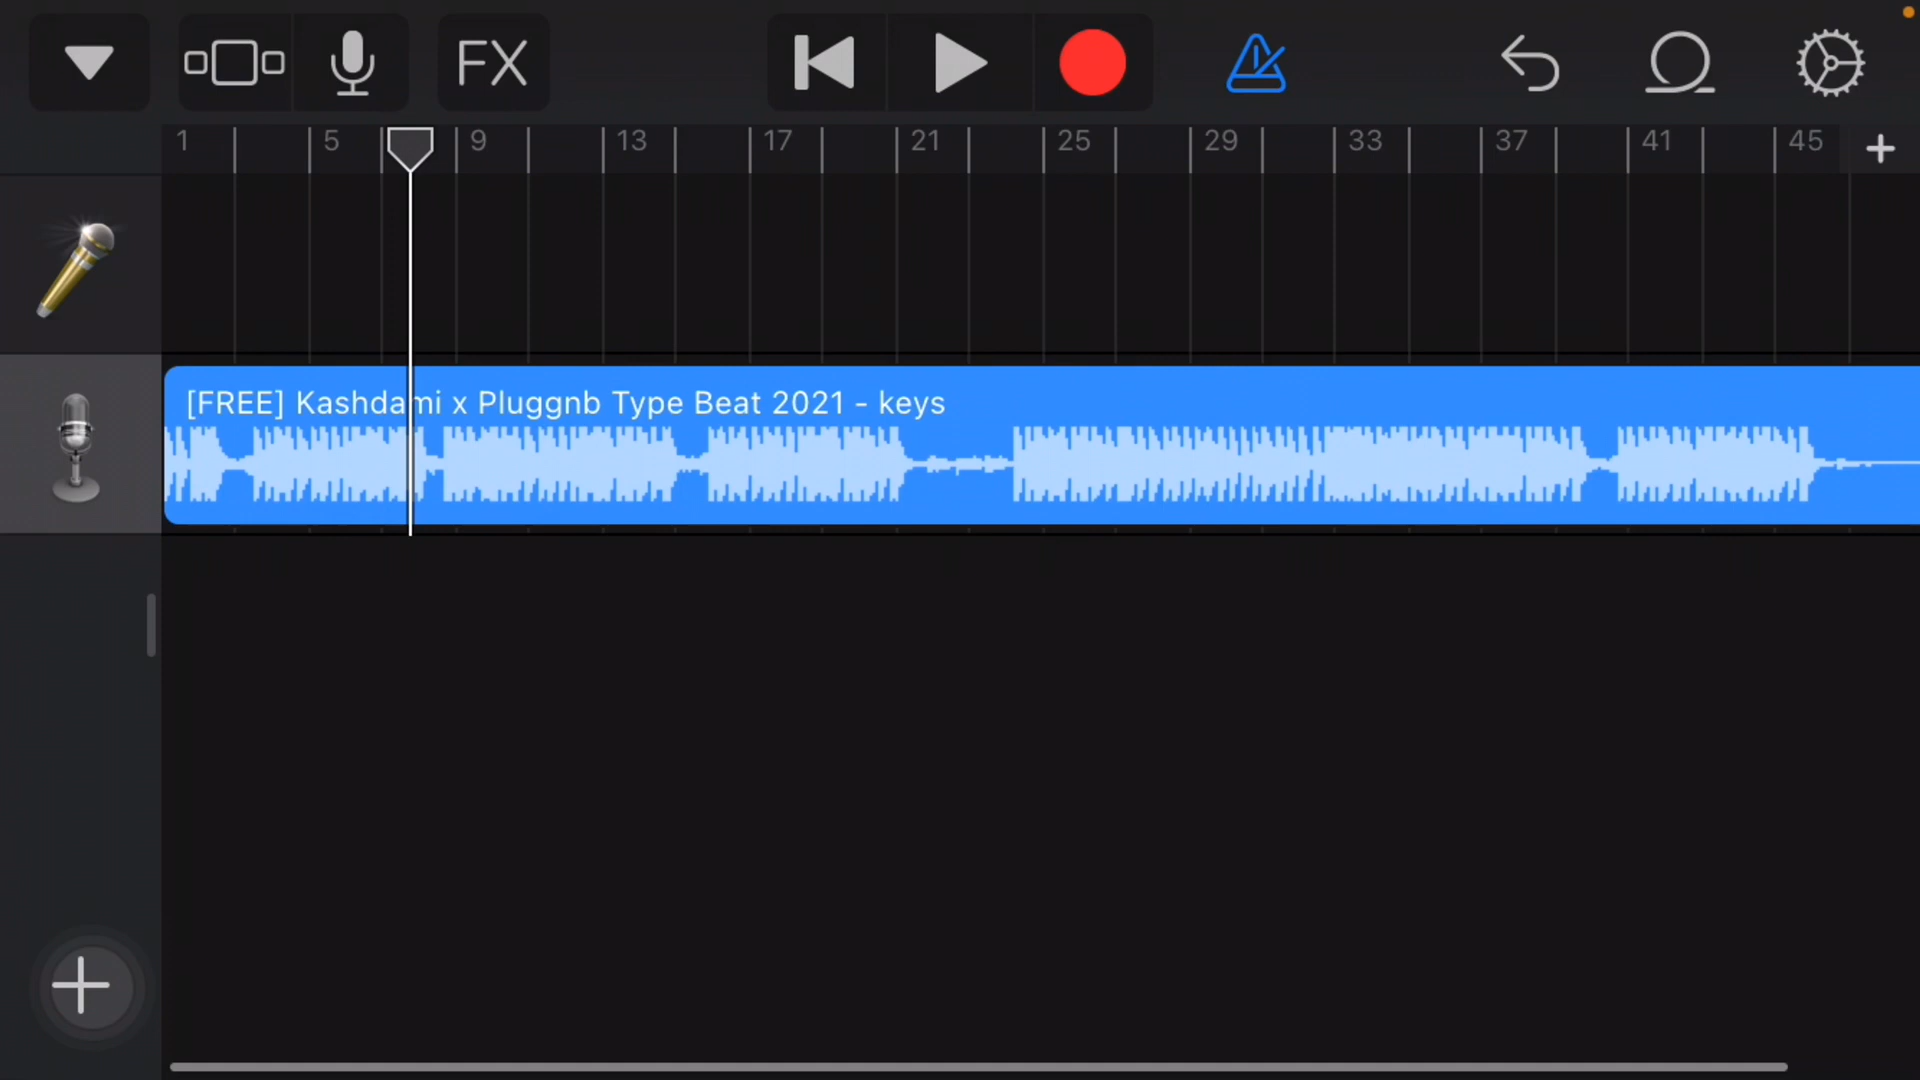 FX
1 5 9 13 17 21 25 29 33 37 41 45
[FREE] Kashdami x Pluggnb Type Beat 2021 - keys